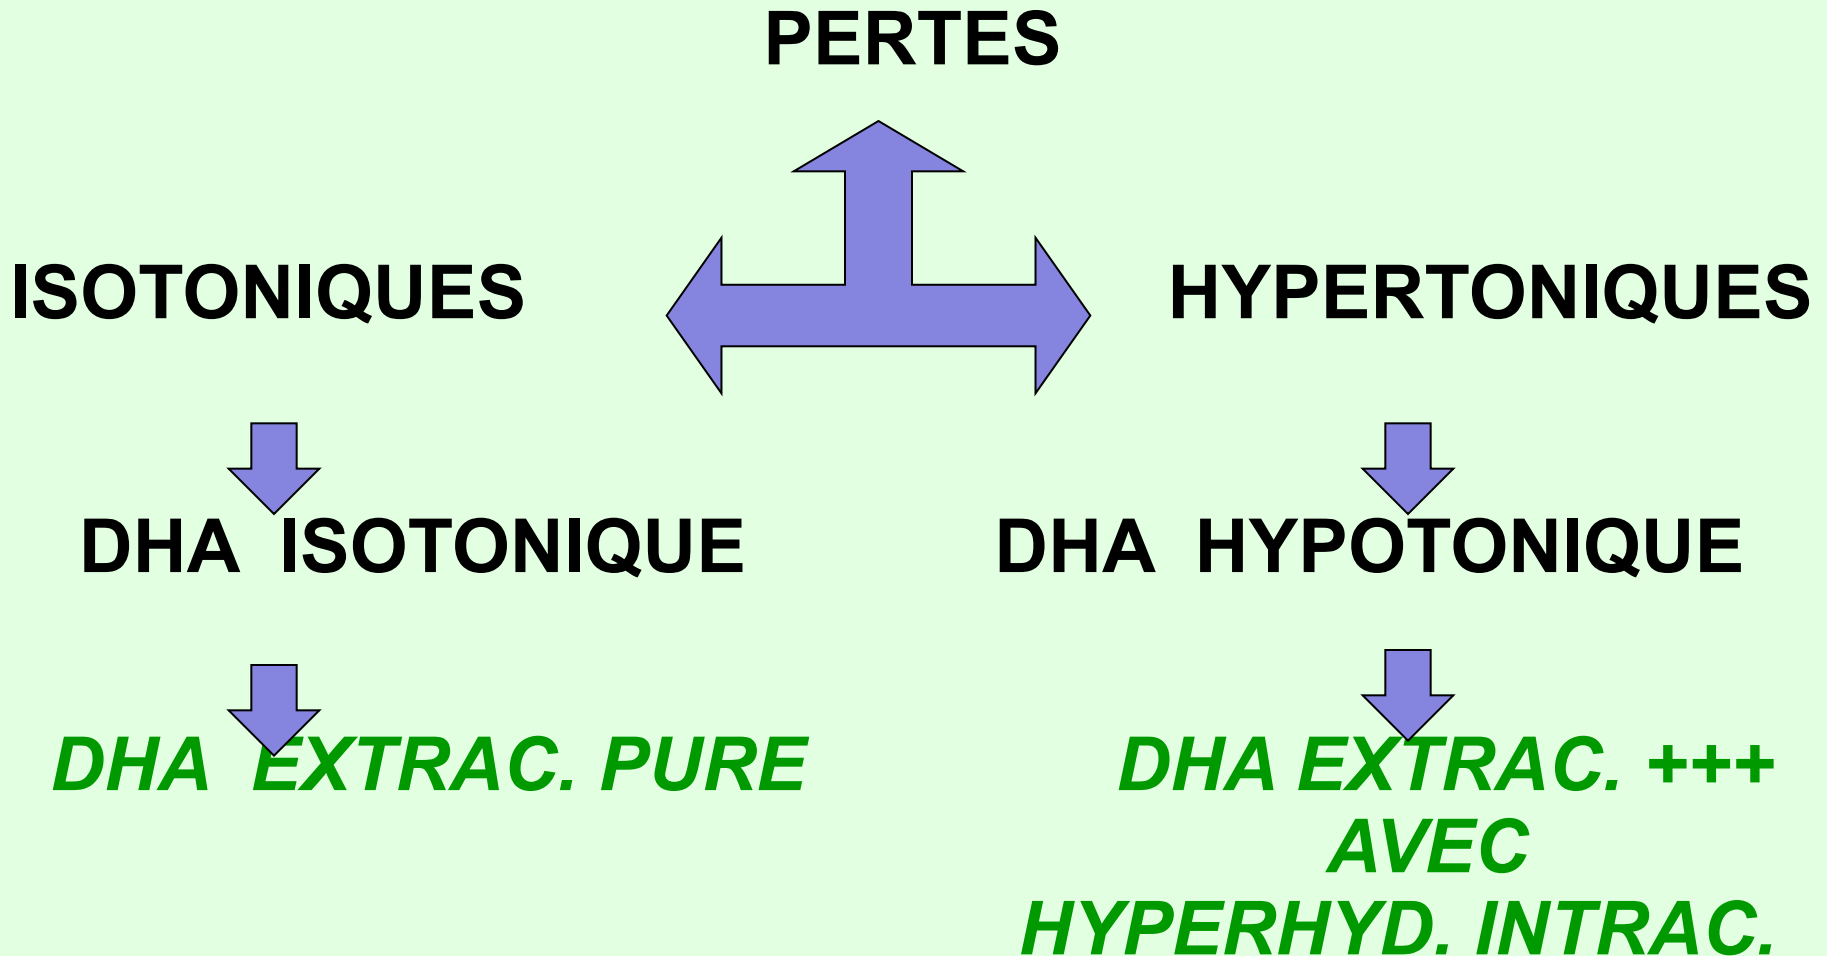 PERTES
ISOTONIQUES
HYPERTONIQUES
DHA ISOTONIQUE
DHA HYPOTONIQUE
DHA EXTRAC. PURE
DHA EXTRAC. +++
AVEC
HYPERHYD. INTRAC.